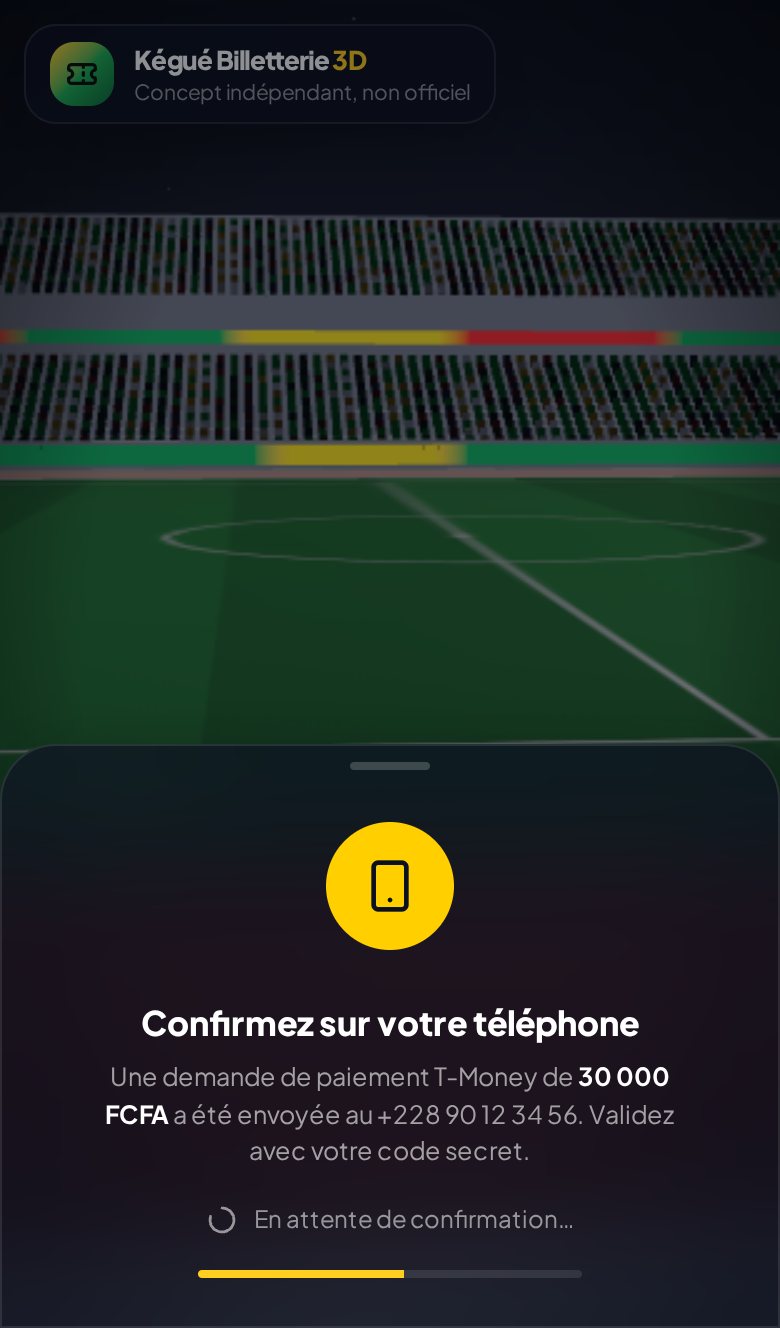 Kégué Billetterie 3D
Concept indépendant, non officiel
Confirmez sur votre téléphone
Une demande de paiement T-Money de 30 000
FCFA a été envoyée au +228 90 12 34 56. Validez
avec votre code secret.
En attente de confirmation…